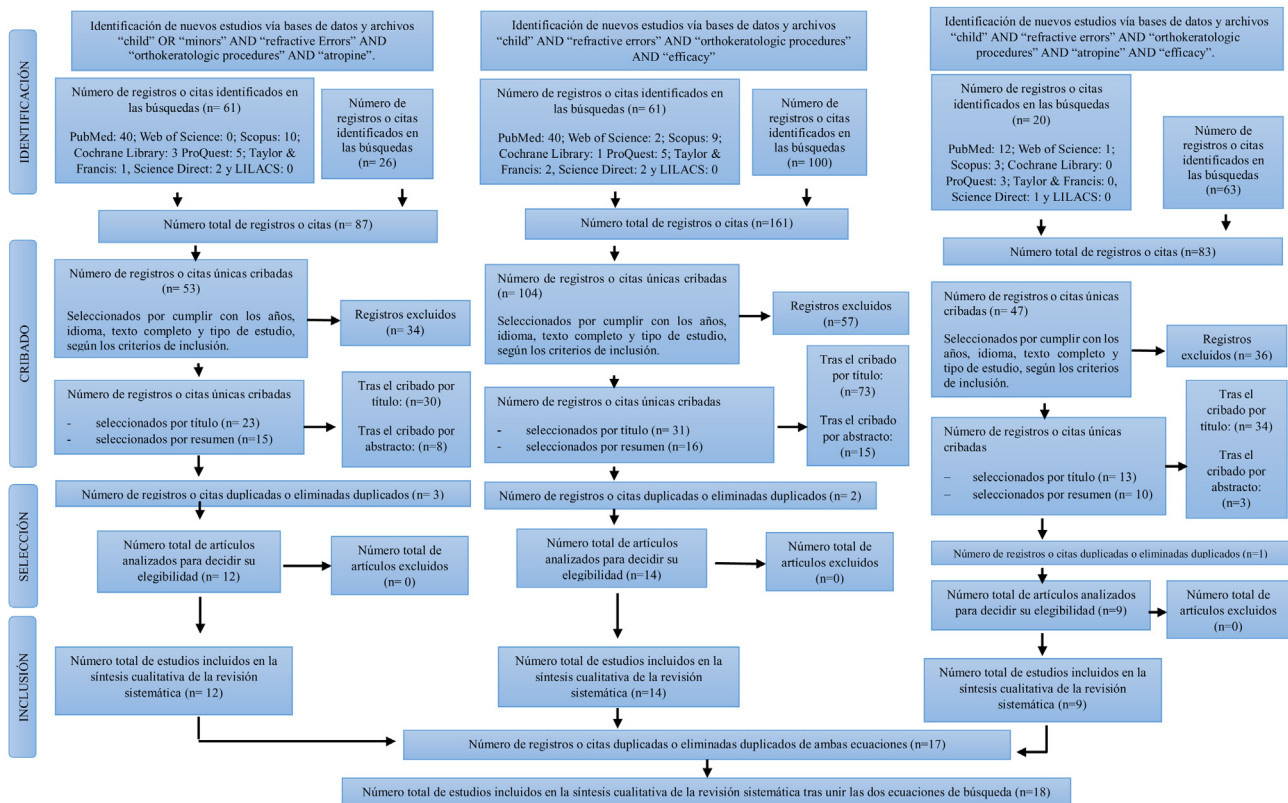 IDENTIFICACIÓN
Identificación de nuevos estudios vía bases de datos y archivos
“child” OR “minors” AND “refractive Errors” AND
“orthokeratologic procedures” AND “atropine”.
Número de registros o citas identificados en
las búsquedas (n= 61)
PubMed: 40; Web of Science: 0; Scopus: 10;
Cochrane Library: 3 ProQuest: 5; Taylor &
Francis: 1, Science Direct: 2 y LILACS: 0
Número de
registros o citas
identificados en
las búsquedas
(n= 26)
Número total de registros o citas (n= 87)
Identificación de nuevos estudios vía bases de datos y archivos
“child” AND “refractive errors” AND “orthokeratologic procedures”
AND “efficacy”
Número de registros o citas identificados en
las búsquedas (n= 61)
PubMed: 40; Web of Science: 2; Scopus: 9;
Cochrane Library: 1 ProQuest: 5; Taylor &
Francis: 2, Science Direct: 2 y LILACS: 0
Número de
registros o citas
identificados en
las búsquedas
(n= 100)
Número total de registros o citas (n=161)
Identificación de nuevos estudios vía bases de datos y archivos
“child” AND “refractive errors” AND “orthokeratologic
procedures” AND “atropine” AND “efficacy”.
Número de registros o citas
identificados en las búsquedas
(n= 20)
PubMed: 12; Web of Science: 1;
Scopus: 3; Cochrane Library: 0
ProQuest: 3; Taylor & Francis: 0,
Science Direct: 1 y LILACS: 0
Número de
registros o citas
identificados en las
búsquedas (n=63)
Número total de registros o citas (n=83)
CRIBADO
Número de registros o citas únicas cribadas
(n= 53)
Seleccionados por cumplir con los años,
idioma, texto completo y tipo de estudio,
según los criterios de inclusión.
Registros excluidos
(n= 34)
Número de registros o citas únicas cribadas
- seleccionados por título (n= 23)
- seleccionados por resumen (n=15)
Tras el cribado por
título: (n=30)
Tras el cribado por
abstracto: (n=8)
Número de registros o citas únicas cribadas
(n= 104)
Seleccionados por cumplir con los años,
idioma, texto completo y tipo de estudio,
según los criterios de inclusión.
Registros excluidos
(n=57)
Número de registros o citas únicas cribadas
- seleccionados por título (n= 31)
- seleccionados por resumen (n=16)
Tras el cribado
por título:
(n=73)
Tras el cribado
por abstracto:
(n=15)
Número de registros o citas únicas
cribadas (n= 47)
Seleccionados por cumplir con los
años, idioma, texto completo y
tipo de estudio, según los criterios
de inclusión.
Registros
excluidos (n= 36)
Número de registros o citas únicas
cribadas
– seleccionados por título (n= 13)
– seleccionados por resumen (n= 10)
Tras el
cribado por
título: (n= 34)
Tras el
cribado por
abstracto:
(n=3)
SELECCIÓN
Número de registros o citas duplicadas o eliminadas duplicados (n= 3)
Número total de artículos
analizados para decidir su
elegibilidad (n= 12)
Número total de
artículos excluidos
(n= 0)
Número de registros o citas duplicadas o eliminadas duplicados (n= 2)
Número total de artículos
analizados para decidir su
elegibilidad (n=14)
Número total de
artículos excluidos
(n=0)
Número de registros o citas duplicadas o eliminadas duplicados (n=1)
Número total de artículos analizados
para decidir su elegibilidad (n=9)
Número total de
artículos excluidos
(n=0)
INCLUSIÓN
Número total de estudios incluidos en la
síntesis cualitativa de la revisión
sistemática (n= 12)
Número total de estudios incluidos en la
síntesis cualitativa de la revisión
sistemática (n=14)
Número total de estudios incluidos en la
síntesis cualitativa de la revisión
sistemática (n=9)
Número de registros o citas duplicadas o eliminadas duplicados de ambas ecuaciones (n=17)
Número total de estudios incluidos en la síntesis cualitativa de la revisión sistemática tras unir las dos ecuaciones de búsqueda (n=18)